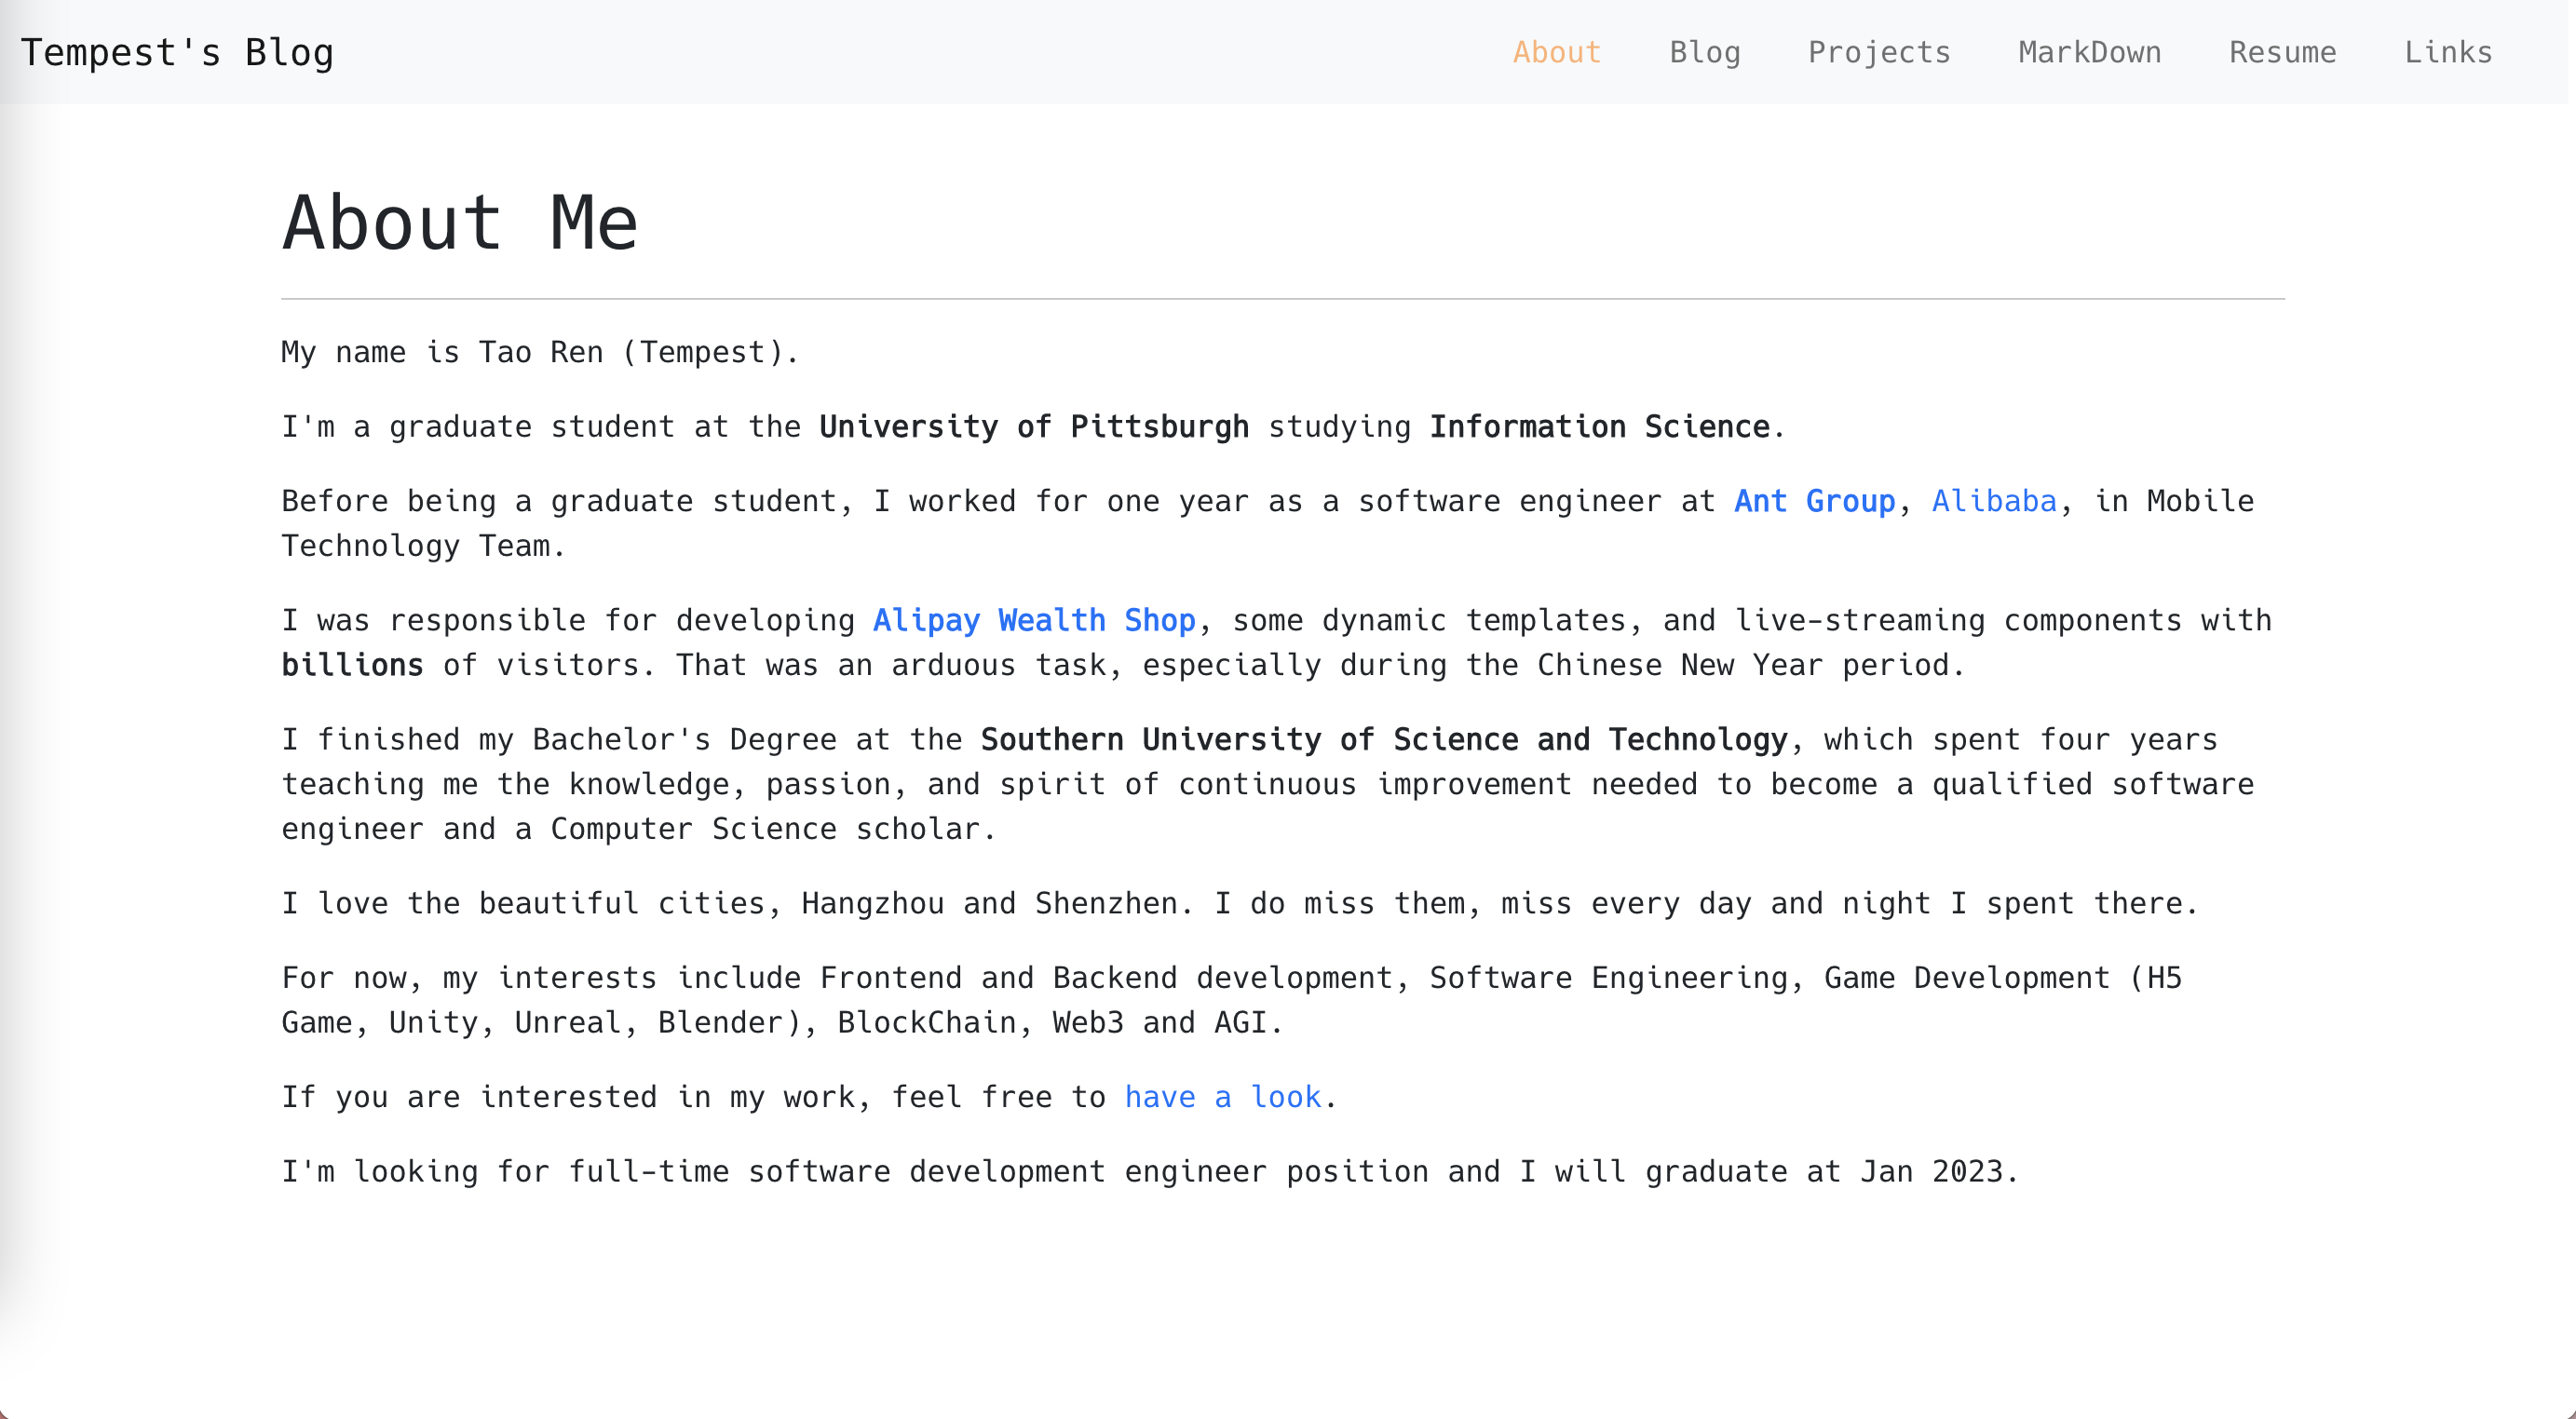 Tempest's Blog
About Blog Projects MarkDown Resume Links
About Me
My name is Tao Ren (Tempest).
I'm a graduate student at the University of Pittsburgh studying Information Science.
Before being a graduate student, I worked for one year as a software engineer at Ant Group, Alibaba, in Mobile
Technology Team.
I was responsible for developing Alipay Wealth Shop, some dynamic templates, and live-streaming components with
billions of visitors. That was an arduous task, especially during the Chinese New Year period.
I finished my Bachelor's Degree at the Southern University of Science and Technology, which spent four years
teaching me the knowledge, passion, and spirit of continuous improvement needed to become a qualified software
engineer and a Computer Science scholar.
I love the beautiful cities, Hangzhou and Shenzhen. I do miss them, miss every day and night I spent there.
For now, my interests include Frontend and Backend development, Software Engineering, Game Development (H5
Game, Unity, Unreal, Blender), BlockChain, Web3 and AGI.
If you are interested in my work, feel free to have a look.
I'm looking for full-time software development engineer position and I will graduate at Jan 2023.